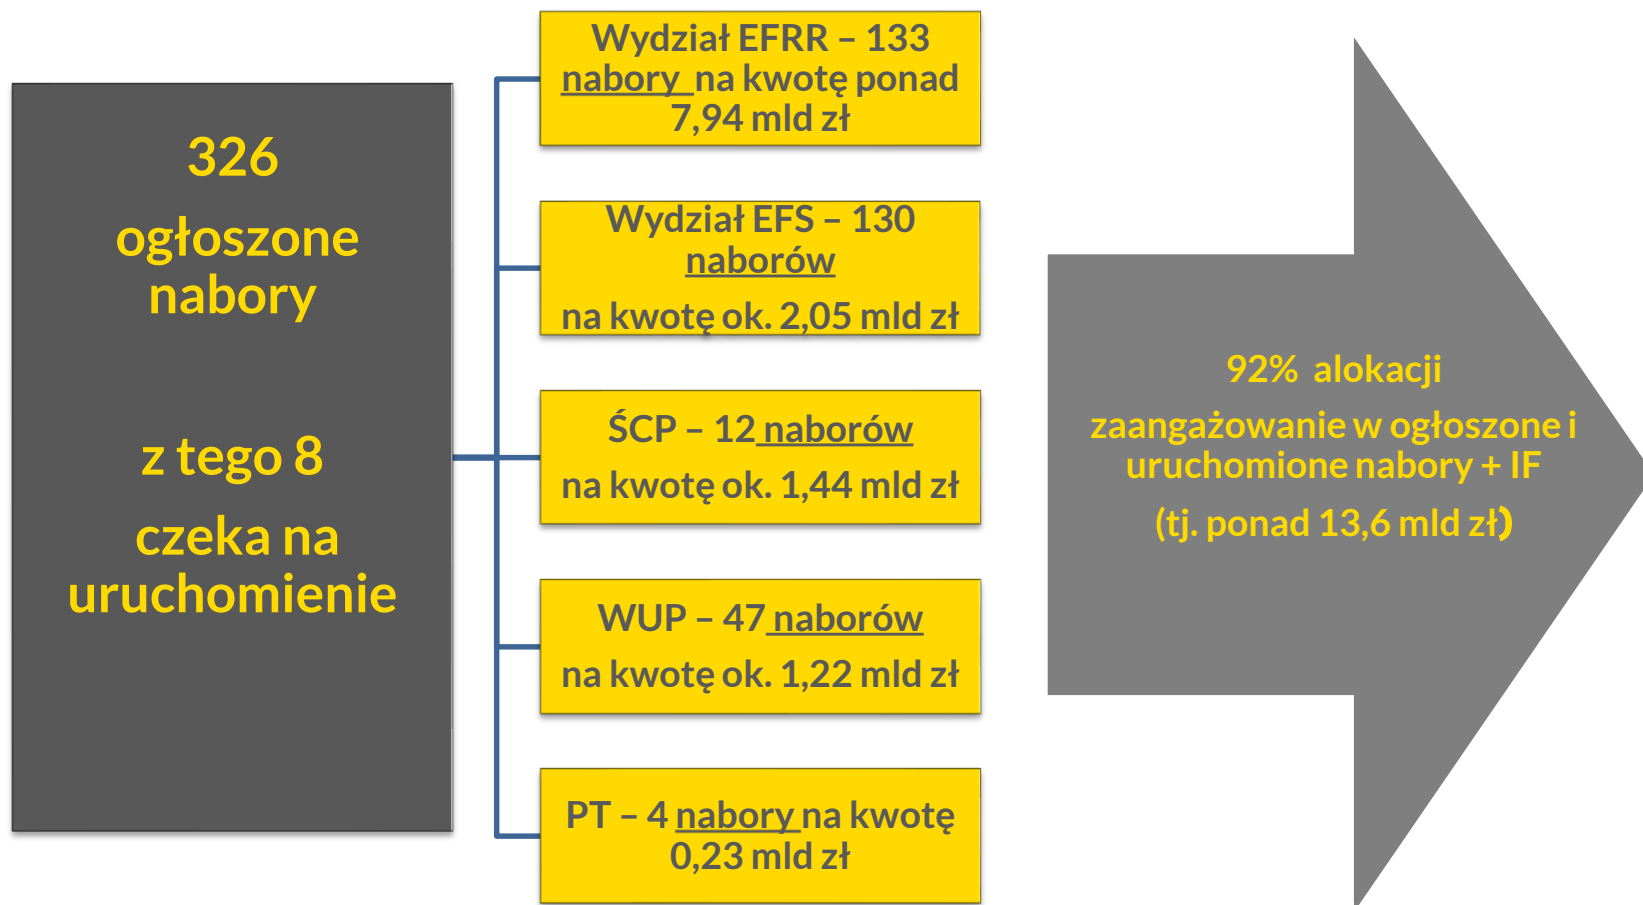 326
ogłoszone
nabory
z tego 8
czeka na
uruchomienie
Wydział EFRR – 133
nabory na kwotę ponad
7,94 mld zł
Wydział EFS – 130
naborów
na kwotę ok. 2,05 mld zł
ŚCP – 12 naborów
na kwotę ok. 1,44 mld zł
WUP – 47 naborów
na kwotę ok. 1,22 mld zł
PT – 4 nabory na kwotę
0,23 mld zł
92% alokacji
zaangażowanie w ogłoszone i
uruchomione nabory + IF
(tj. ponad 13,6 mld zł)